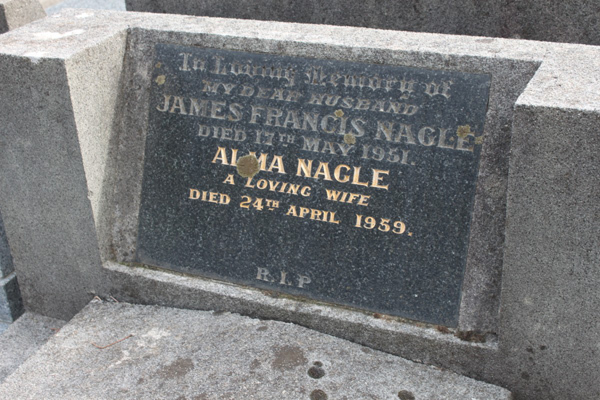 In Loving Memory of
MY DEAR HUSBAND
JAMES FRANCIS NAGLE
DIED 17TH MAY 1951.
ALMA NAGLE
A LOVING WIFE
DIED 24TH APRIL 1959.
R.I.P